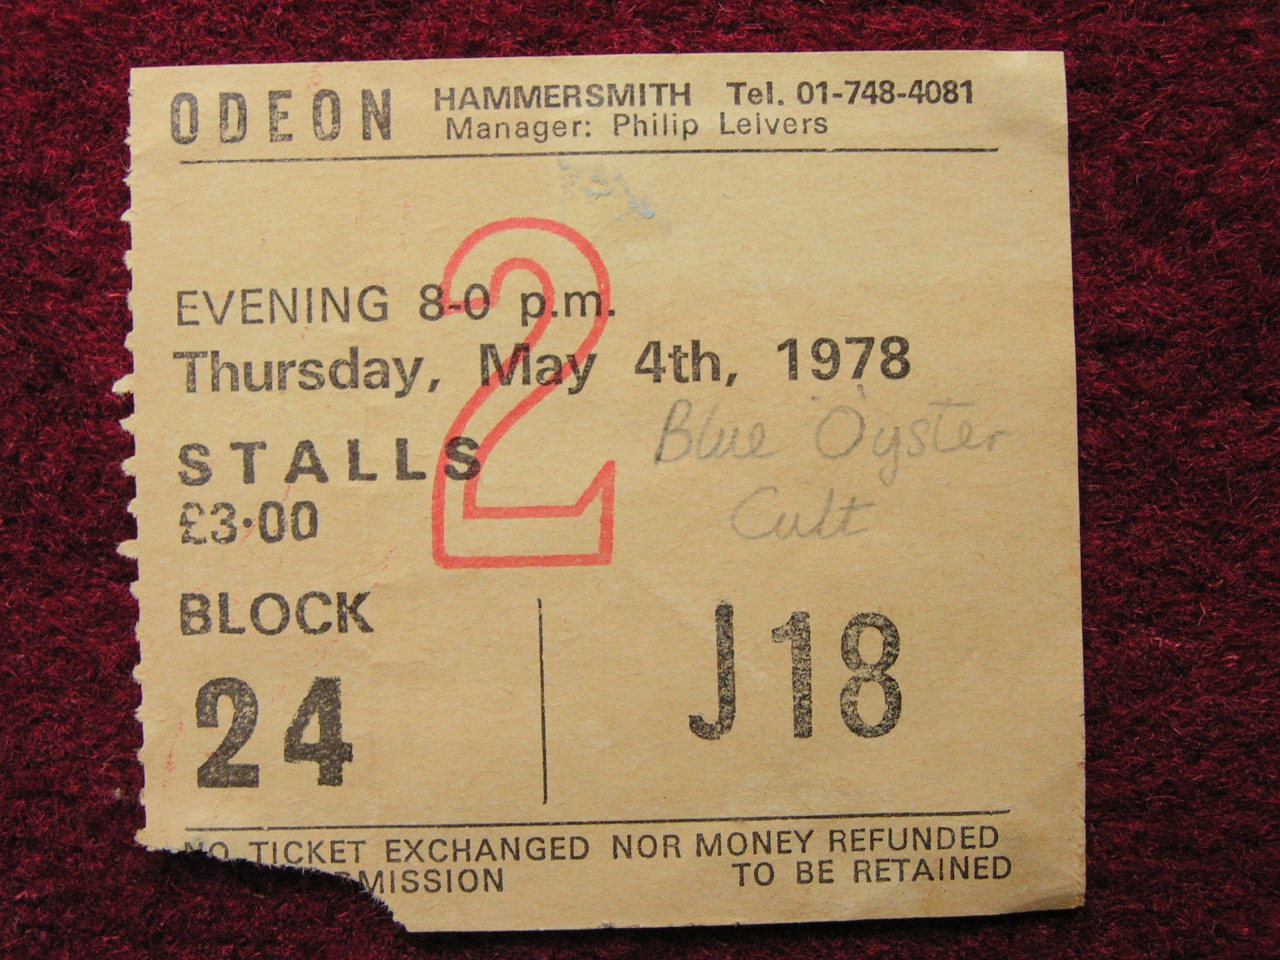 ODEON HAMMERSMITH Tel. 01-748-4081
Manager: Philip Leivers
2
EVENING 8-0 p.m.
Thursday, May 4th, 1978
Blue Öyster
Cult
STALLS
£3·00
BLOCK
24
J18
NO TICKET EXCHANGED NOR MONEY REFUNDED
MISSION TO BE RETAINED